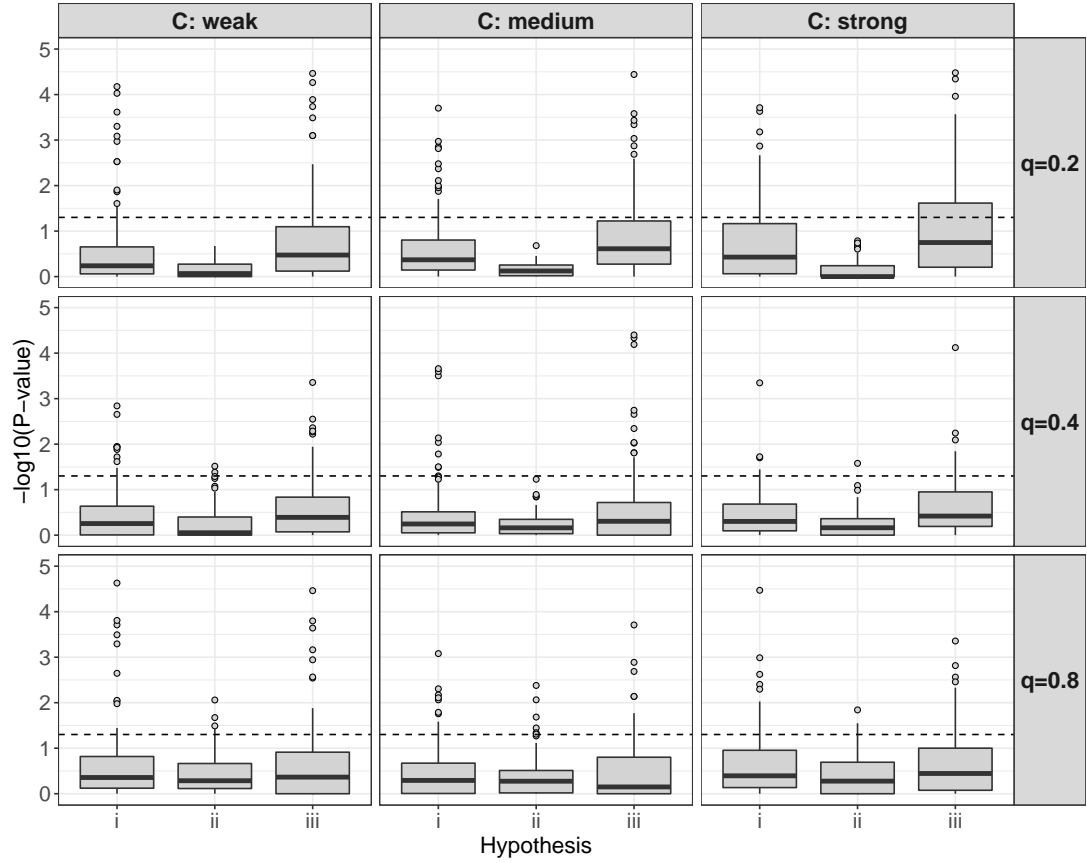 C: weak
C: medium
C: strong
5
4
3
2
1
0
q=0.2
5
4
3
2
1
0
q=0.4
5
4
3
2
1
0
q=0.8
−log10(P−value)
i
ii
iii
i
ii
iii
i
ii
iii
Hypothesis